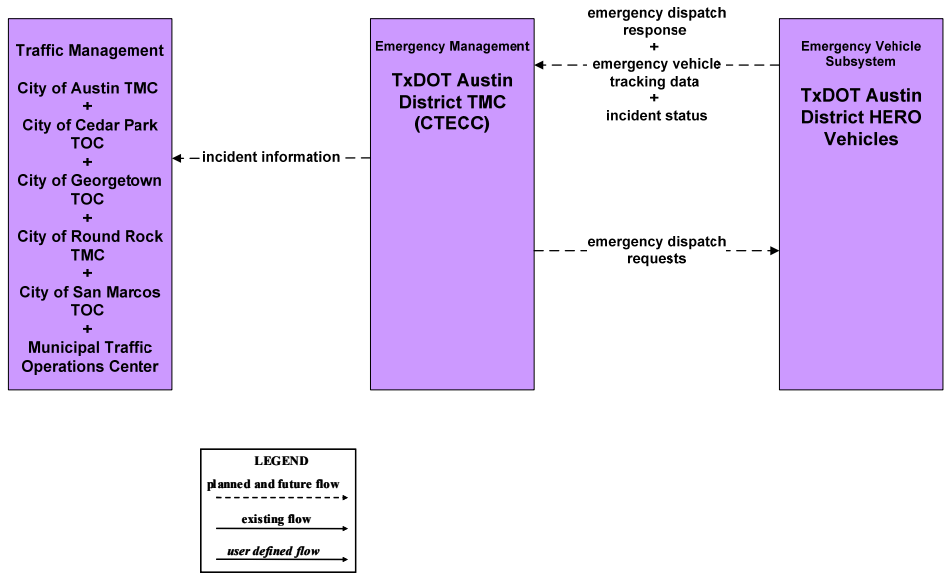 Traffic Management
City of Austin TMC
+
City of Cedar Park
TOC
+
City of Georgetown
TOC
+
City of Round Rock
TMC
+
City of San Marcos
TOC
+
Municipal Traffic
Operations Center
incident information
Emergency Management
TxDOT Austin
District TMC
(CTECC)
emergency dispatch
response
+
emergency vehicle
tracking data
+
incident status
emergency dispatch
requests
Emergency Vehicle
Subsystem
TxDOT Austin
District HERO
Vehicles
LEGEND
planned and future flow
existing flow
user defined flow